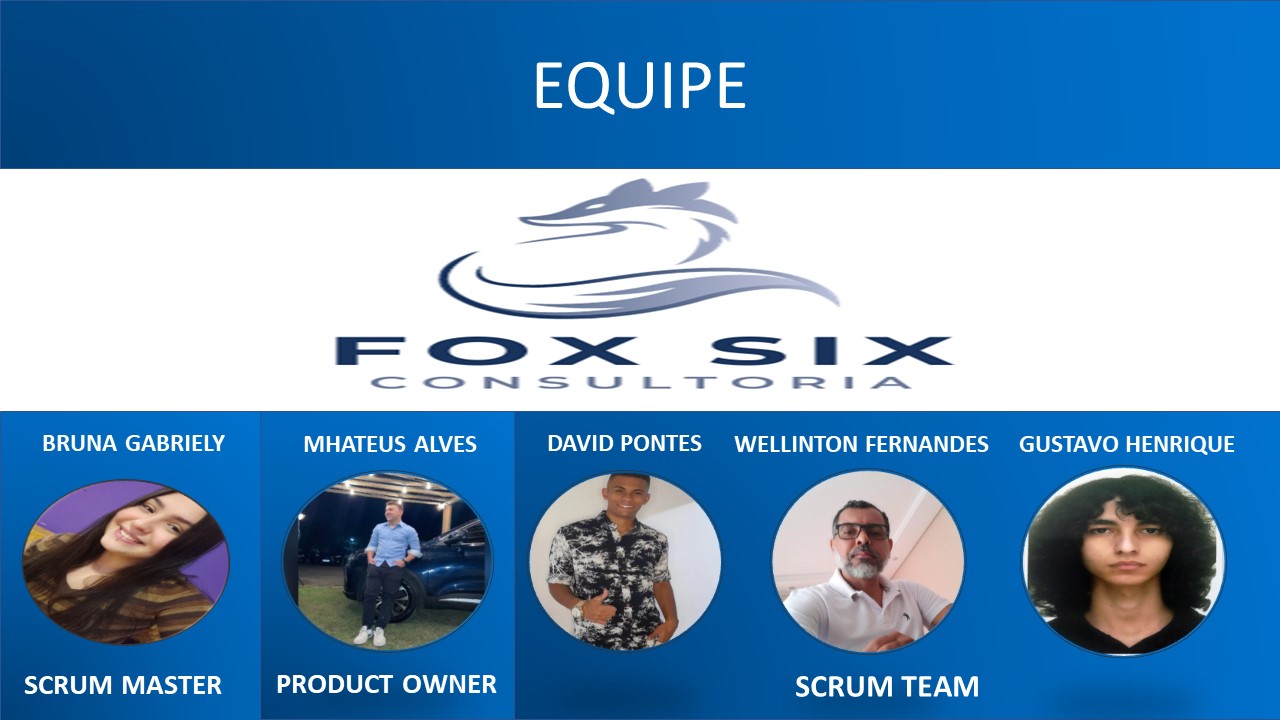 EQUIPE
FOX SIX
CONSULTORIA
BRUNA GABRIELY
MHATEUS ALVES
DAVID PONTES
WELLINTON FERNANDES
GUSTAVO HENRIQUE
SCRUM MASTER
PRODUCT OWNER
SCRUM TEAM